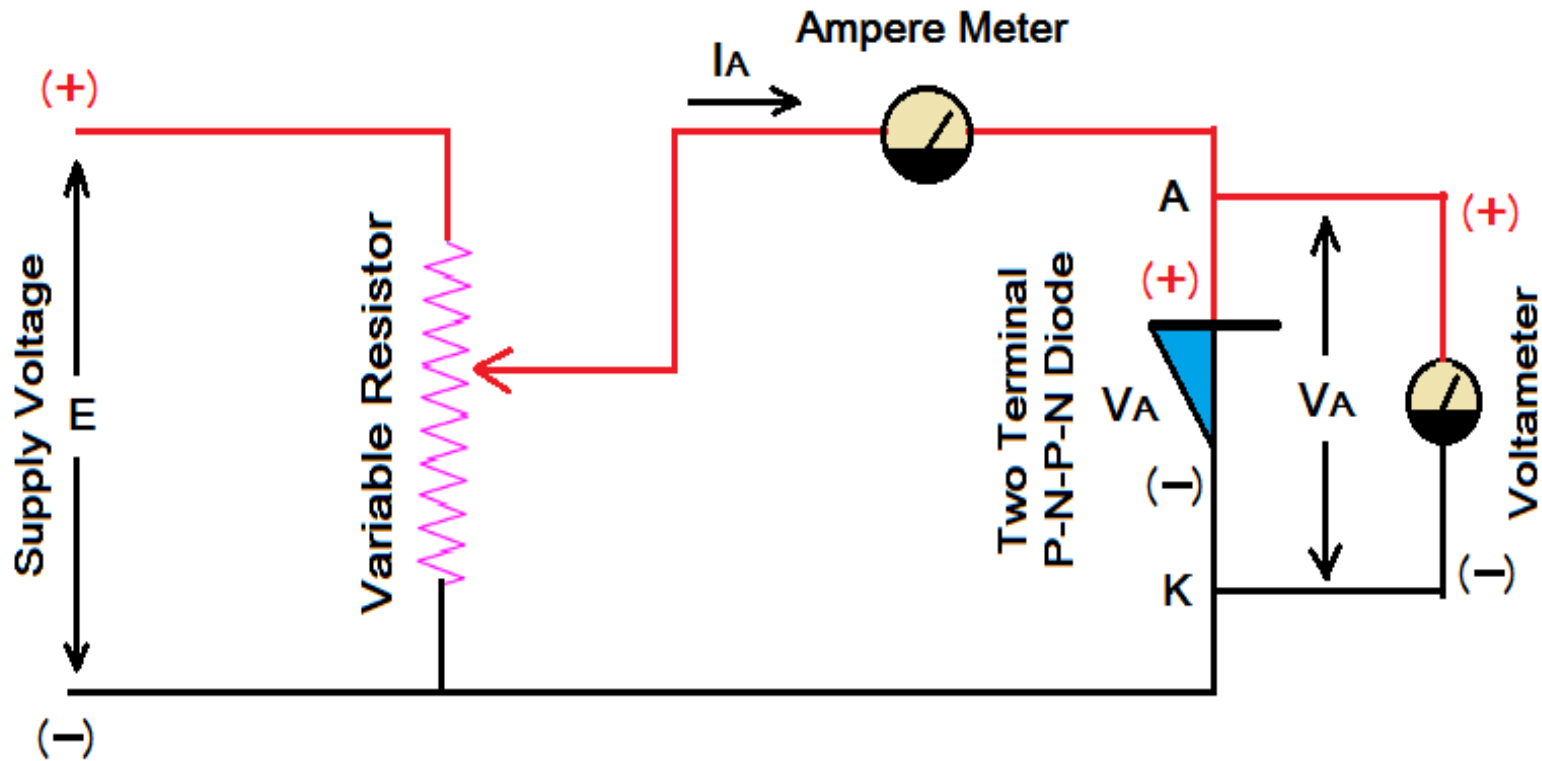 Ampere Meter
IA
(+)
A
(+)
(+)
Supply Voltage
E
Variable Resistor
Two Terminal
P-N-P-N Diode
VA
VA
Voltameter
(−)
K
(−)
(−)